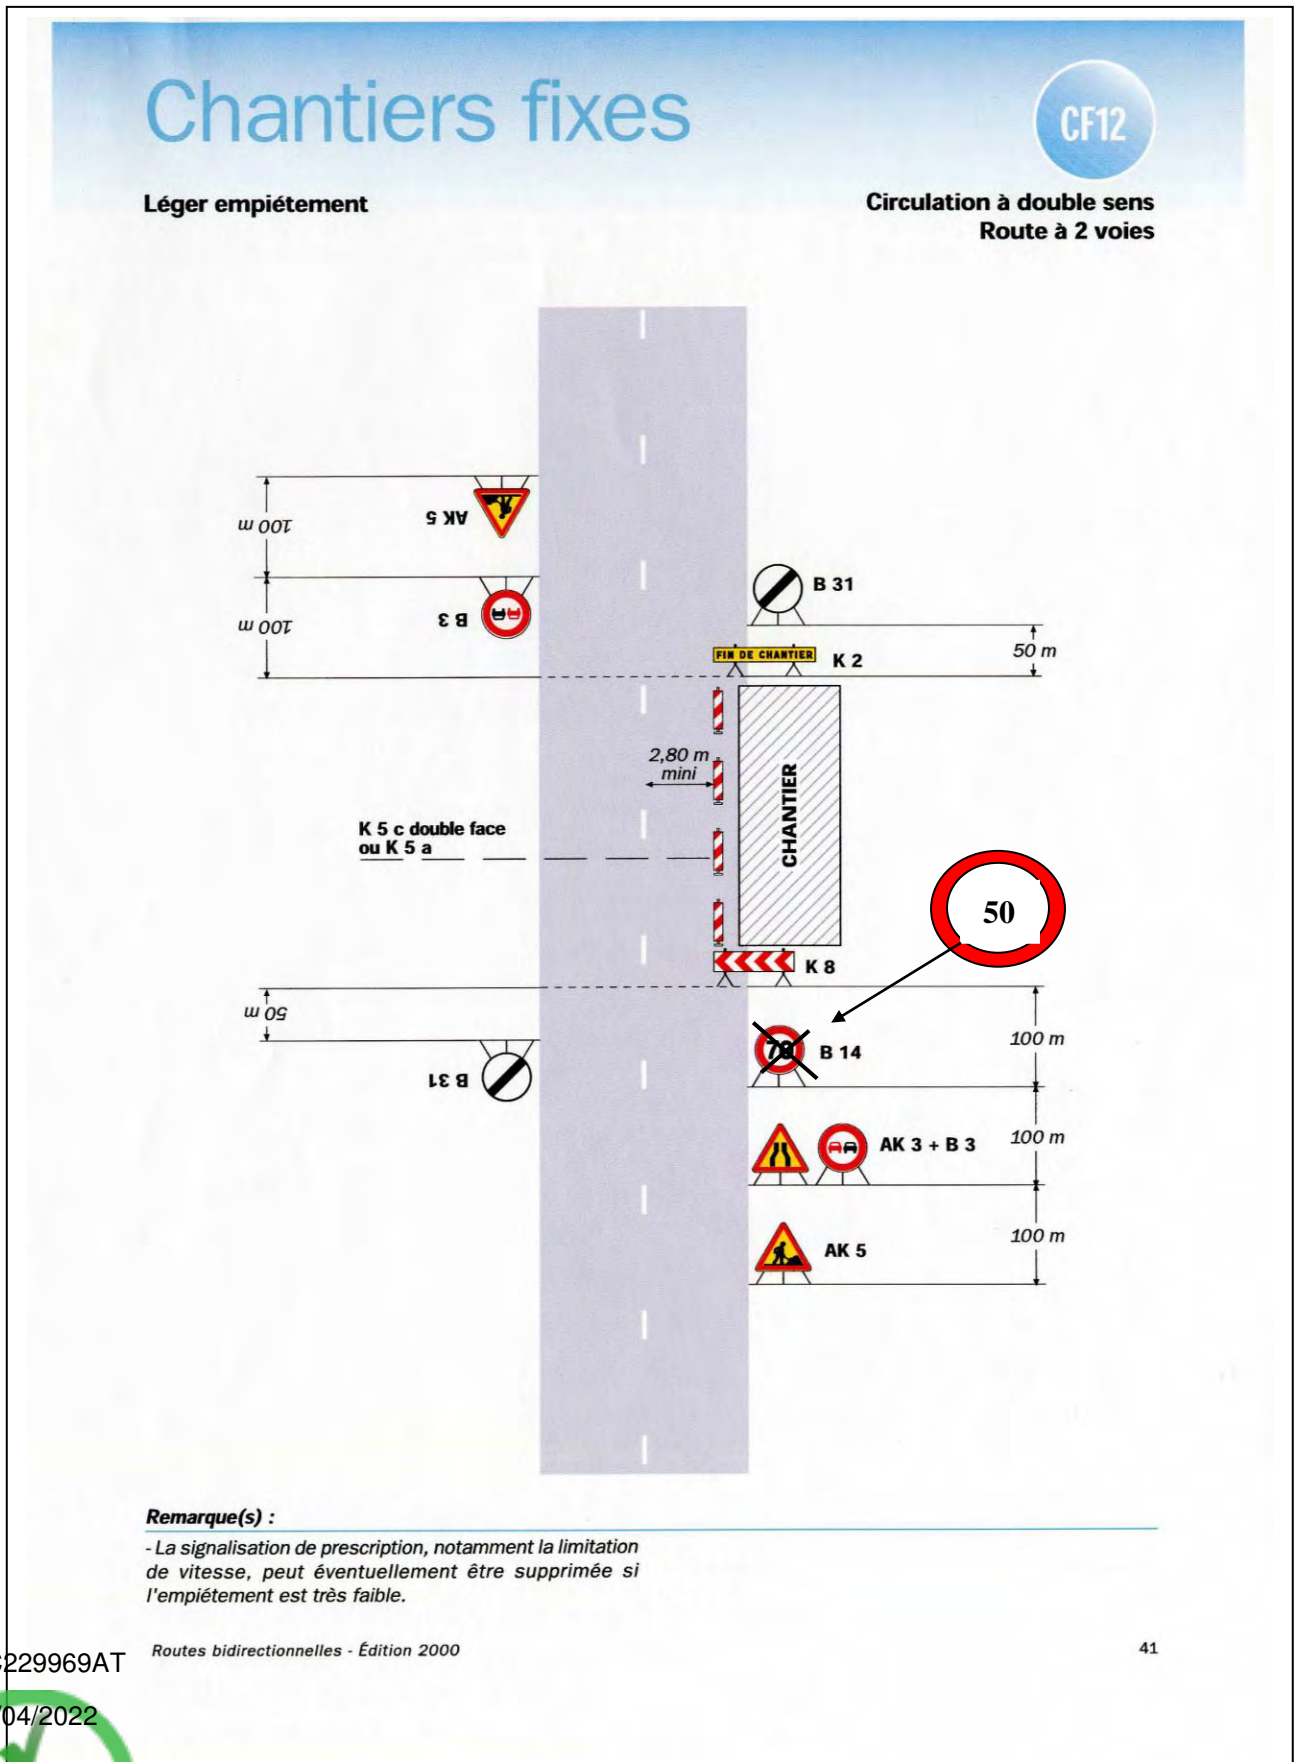 Chantiers fixes
CF12
Léger empiétement
Circulation à double sens
Route à 2 voies
100 m
AK 5
100 m
B 3
B 31
50 m
FIN DE CHANTIER
K 2
2,80 m
mini
CHANTIER
K 5 c double face
ou K 5 a
50
K 8
50 m
B 31
B 14
100 m
AK 3 + B 3
100 m
AK 5
100 m
Remarque(s) :
- La signalisation de prescription, notamment la limitation
de vitesse, peut éventuellement être supprimée si
l'empiétement est très faible.
Routes bidirectionnelles - Édition 2000
41
229969AT
/04/2022